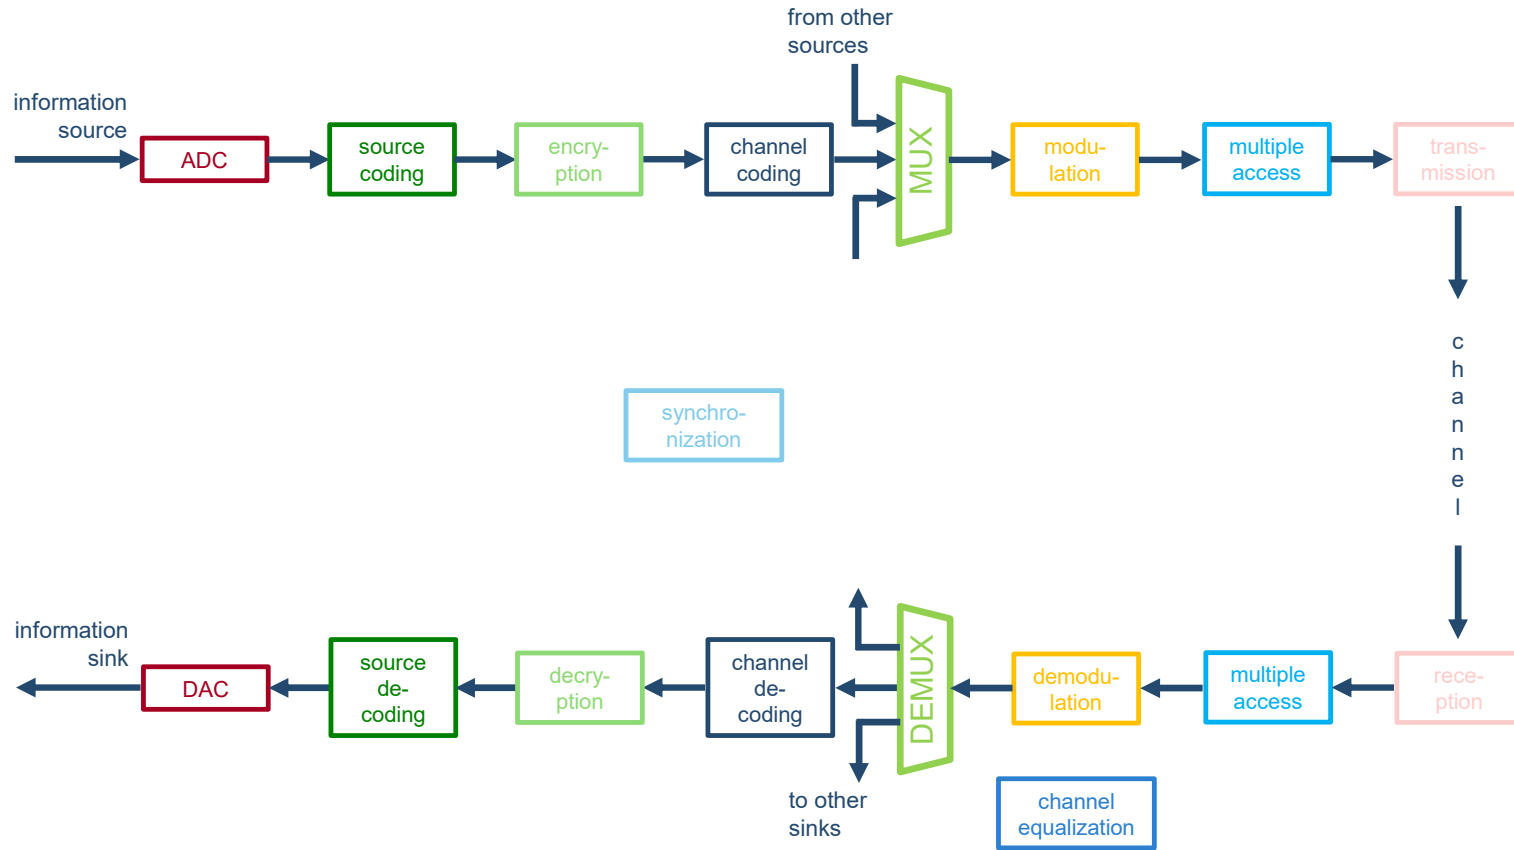 from other
sources
information
source
ADC
source
coding
encry-
ption
channel
coding
MUX
modu-
lation
multiple
access
trans-
mission
c
h
a
n
n
e
l
synchro-
nization
information
sink
DAC
source
de-
coding
decry-
ption
channel
de-
coding
DEMUX
demodu-
lation
multiple
access
rece-
ption
to other
sinks
channel
equalization